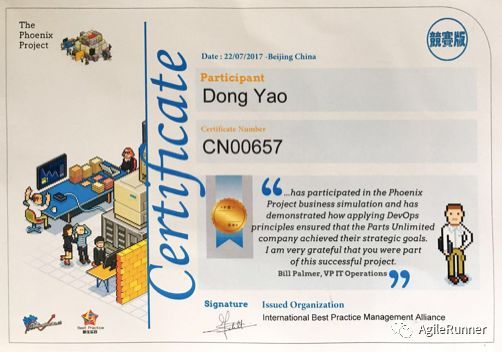 The
Phoenix
Project
競賽版
Certificate
Date : 22/07/2017 -Beijing China
Participant
Dong Yao
Certificate Number
CN00657
“ ...has participated in the Phoenix
Project business simulation and has
demonstrated how applying DevOps
principles ensured that the Parts Unlimited
company achieved their strategic goals.
I am very grateful that you were part
of this successful project.
Bill Palmer, VP IT Operations ”
Signature
Issued Organization
International Best Practice Management Alliance
Best Practice
AgileRunner